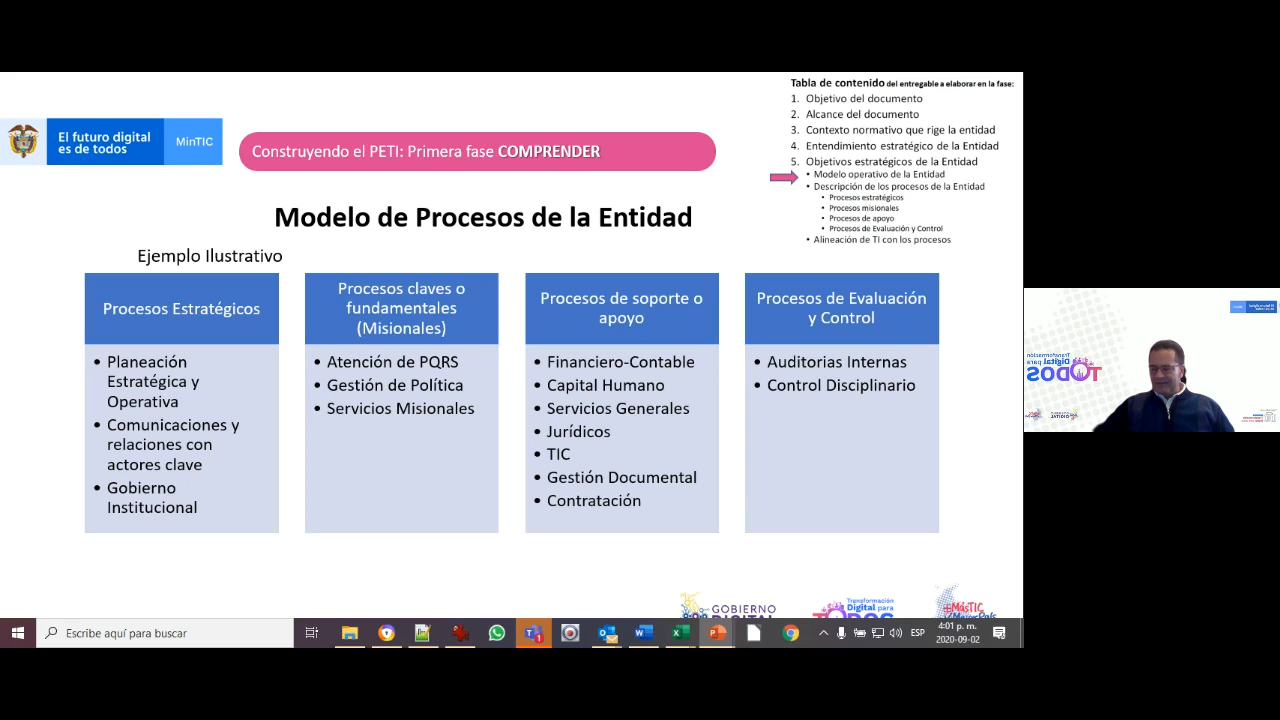 Tabla de contenido del entregable a elaborar en la fase:
1. Objetivo del documento
2. Alcance del documento
3. Contexto normativo que rige la entidad
4. Entendimiento estratégico de la Entidad
5. Objetivos estratégicos de la Entidad
• Modelo operativo de la Entidad
• Descripción de los procesos de la Entidad
• Procesos estratégicos
• Procesos misionales
• Procesos de apoyo
• Procesos de Evaluación y Control
• Alineación de TI con los procesos
El futuro digital
es de todos
MinTIC
Construyendo el PETI: Primera fase COMPRENDER
Modelo de Procesos de la Entidad
Ejemplo Ilustrativo
Procesos Estratégicos
• Planeación
Estratégica y
Operativa
• Comunicaciones y
relaciones con
actores clave
• Gobierno
Institucional
Procesos claves o
fundamentales
(Misionales)
• Atención de PQRS
• Gestión de Política
• Servicios Misionales
Procesos de soporte o
apoyo
• Financiero-Contable
• Capital Humano
• Servicios Generales
• Jurídicos
• TIC
• Gestión Documental
• Contratación
Procesos de Evaluación
y Control
• Auditorias Internas
• Control Disciplinario
Transformación
Digital para
TODOS
GOBIERNO
DIGITAL
Transformación
Digital para
TODOS
+MásTIC
Escribe aquí para buscar
ESP
4:01 p. m.
2020-09-02